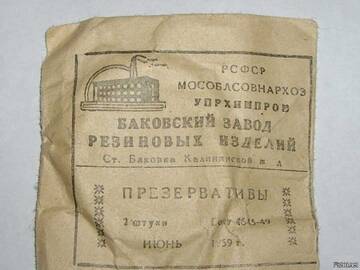 РСФСР
МОСОБЛСОВНАРХОЗ
УПРХИМПРОМ
БАКОВСКИЙ ЗАВОД
РЕЗИНОВЫХ ИЗДЕЛИЙ
Ст. Баковка Калининской ж д
ПРЕЗЕРВАТИВЫ
2 штуки Гост 4645-49
ИЮНЬ 1959 г.